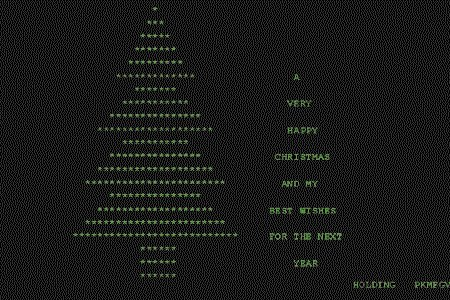 A
VERY
HAPPY
CHRISTMAS
AND MY
BEST WISHES
FOR THE NEXT
YEAR
HOLDING